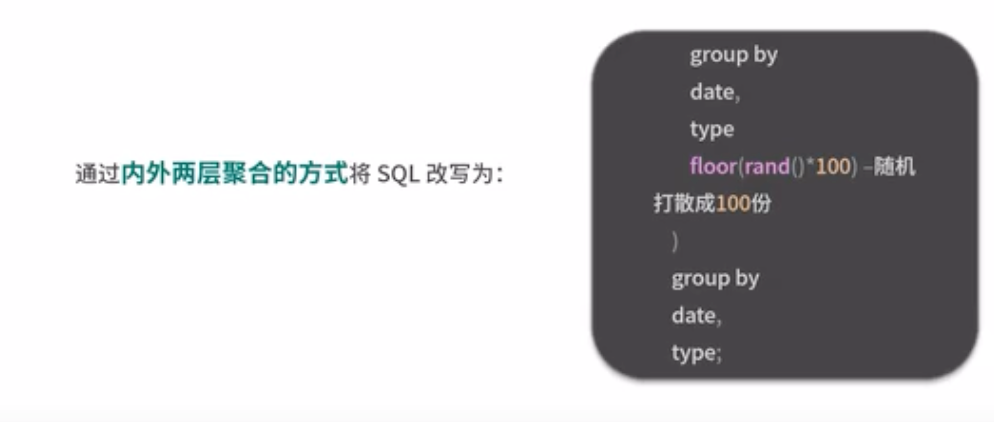 通过内外两层聚合的方式将 SQL 改写为：
group by
date,
type
floor(rand()*100) –随机
打散成100份
)
group by
date,
type;